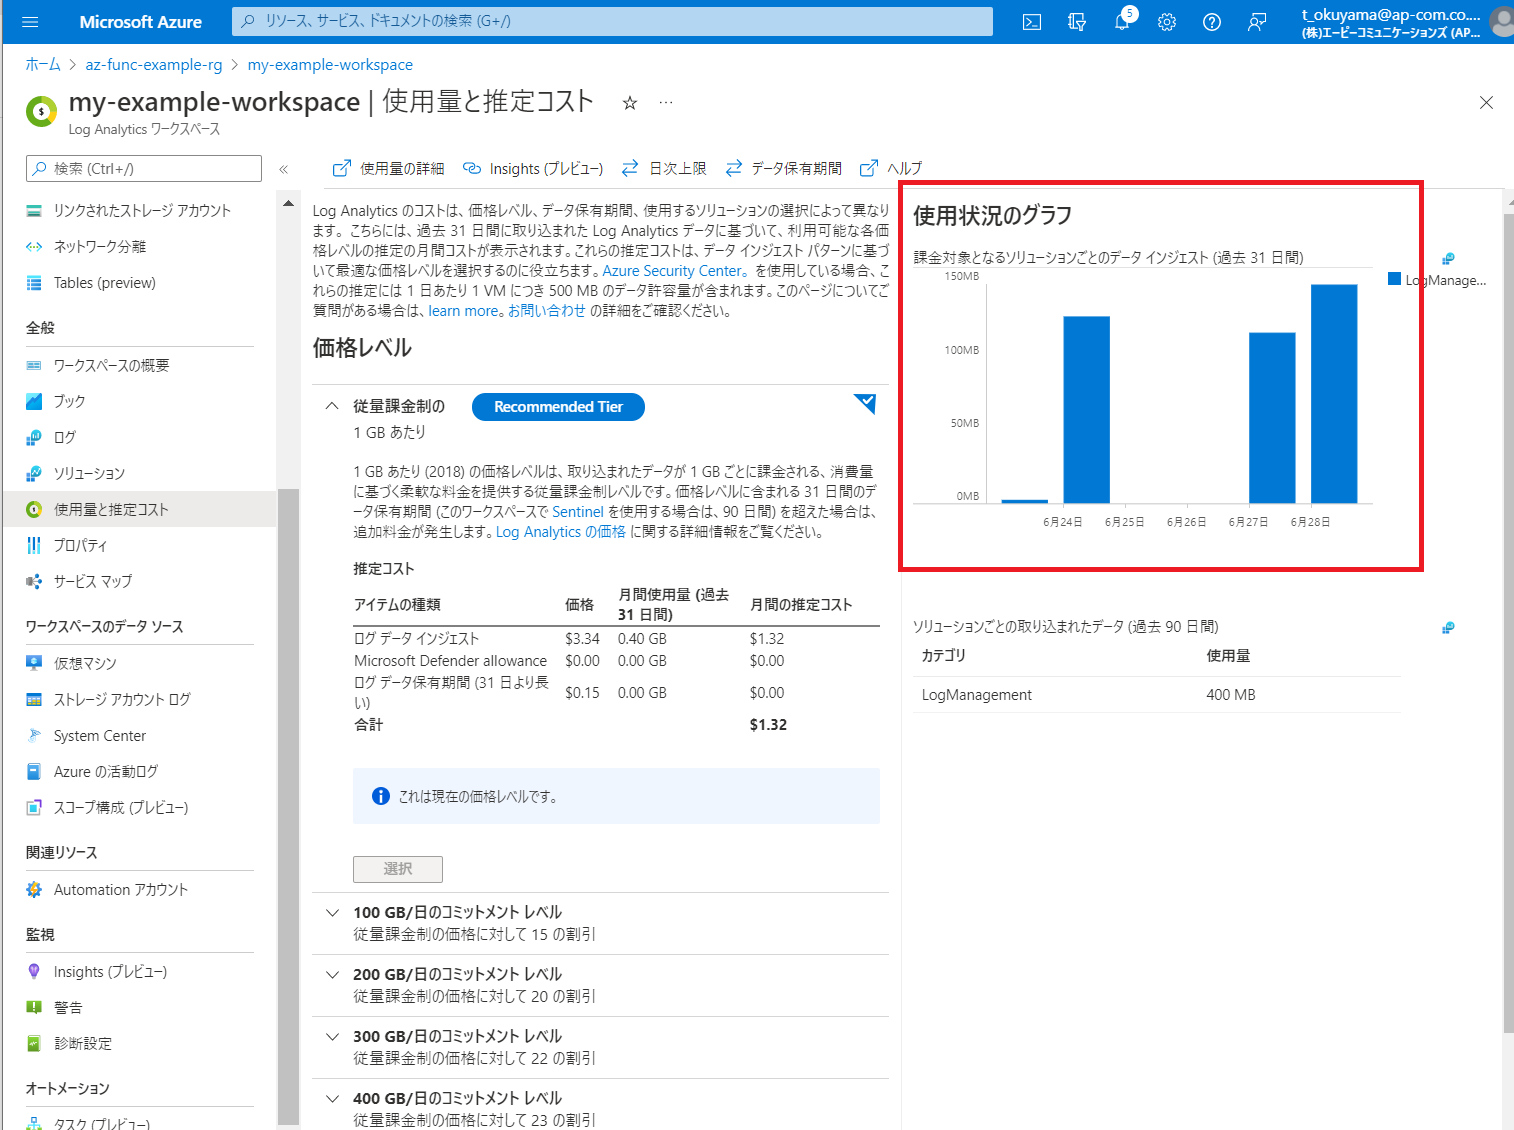 Microsoft Azure
リソース、サービス、ドキュメントの検索 (G+/)
5
t_okuyama@ap-com.co....
(株)エーピーコミュニケーションズ (AP...
ホーム > az-func-example-rg > my-example-workspace
my-example-workspace | 使用量と推定コスト
Log Analytics ワークスペース
検索 (Ctrl+/)
リンクされたストレージ アカウント
ネットワーク分離
Tables (preview)
全般
ワークスペースの概要
ブック
ログ
ソリューション
使用量と推定コスト
プロパティ
サービス マップ
ワークスペースのデータ ソース
仮想マシン
ストレージ アカウント ログ
System Center
Azure の活動ログ
スコープ構成 (プレビュー)
関連リソース
Automation アカウント
監視
Insights (プレビュー)
警告
診断設定
オートメーション
タスク (プレビュー)
使用量の詳細
Insights (プレビュー)
日次上限
データ保有期間
ヘルプ
Log Analytics のコストは、価格レベル、データ保有期間、使用するソリューションの選択によって異なり
ます。こちらには、過去 31 日間に取り込まれた Log Analytics データに基づいて、利用可能な各価
格レベルの推定の月間コストが表示されます。これらの推定コストは、データ インジェスト パターンに基づ
いて最適な価格レベルを選択するのに役立ちます。Azure Security Center。を使用している場合、こ
れらの推定には 1 日あたり 1 VM につき 500 MB のデータ許容量が含まれます。このページについてご
質問がある場合は、learn more。お問い合わせ の詳細をご確認ください。
価格レベル
従量課金制の
Recommended Tier
1 GB あたり
1 GB あたり (2018) の価格レベルは、取り込まれたデータが 1 GB ごとに課金される、消費量
に基づく柔軟な料金を提供する従量課金制レベルです。価格レベルに含まれる 31 日間のデ
ータ保有期間 (このワークスペースで Sentinel を使用する場合は、90 日間) を超えた場合は、
追加料金が発生します。Log Analytics の価格 に関する詳細情報をご覧ください。
推定コスト
アイテムの種類 価格 月間使用量 (過去 31 日間) 月間の推定コスト
ログ データ インジェスト $3.34 0.40 GB $1.32
Microsoft Defender allowance $0.00 0.00 GB $0.00
ログ データ保有期間 (31 日より長い) $0.15 0.00 GB $0.00
合計 $1.32
これは現在の価格レベルです。
選択
100 GB/日のコミットメント レベル
従量課金制の価格に対して 15 の割引
200 GB/日のコミットメント レベル
従量課金制の価格に対して 20 の割引
300 GB/日のコミットメント レベル
従量課金制の価格に対して 22 の割引
400 GB/日のコミットメント レベル
従量課金制の価格に対して 23 の割引
使用状況のグラフ
課金対象となるソリューションごとのデータ インジェスト (過去 31 日間)
150MB
100MB
50MB
0MB
6月24日 6月25日 6月26日 6月27日 6月28日
LogManage...
ソリューションごとの取り込まれたデータ (過去 90 日間)
カテゴリ 使用量
LogManagement 400 MB